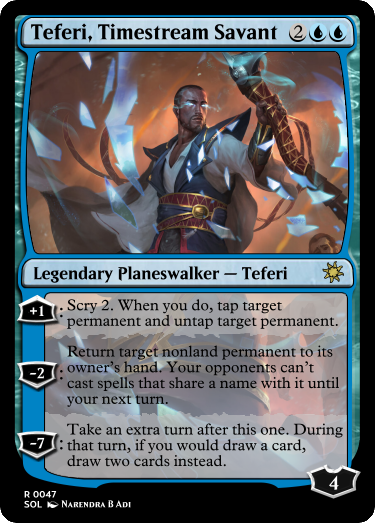 Teferi, Timestream Savant 2
Legendary Planeswalker — Teferi
+1: Scry 2. When you do, tap target
permanent and untap target permanent.
-2: Return target nonland permanent to its
owner's hand. Your opponents can't
cast spells that share a name with it until
your next turn.
-7: Take an extra turn after this one. During
that turn, if you would draw a card,
draw two cards instead.
4
R 0047
SOL Narendra B Adi